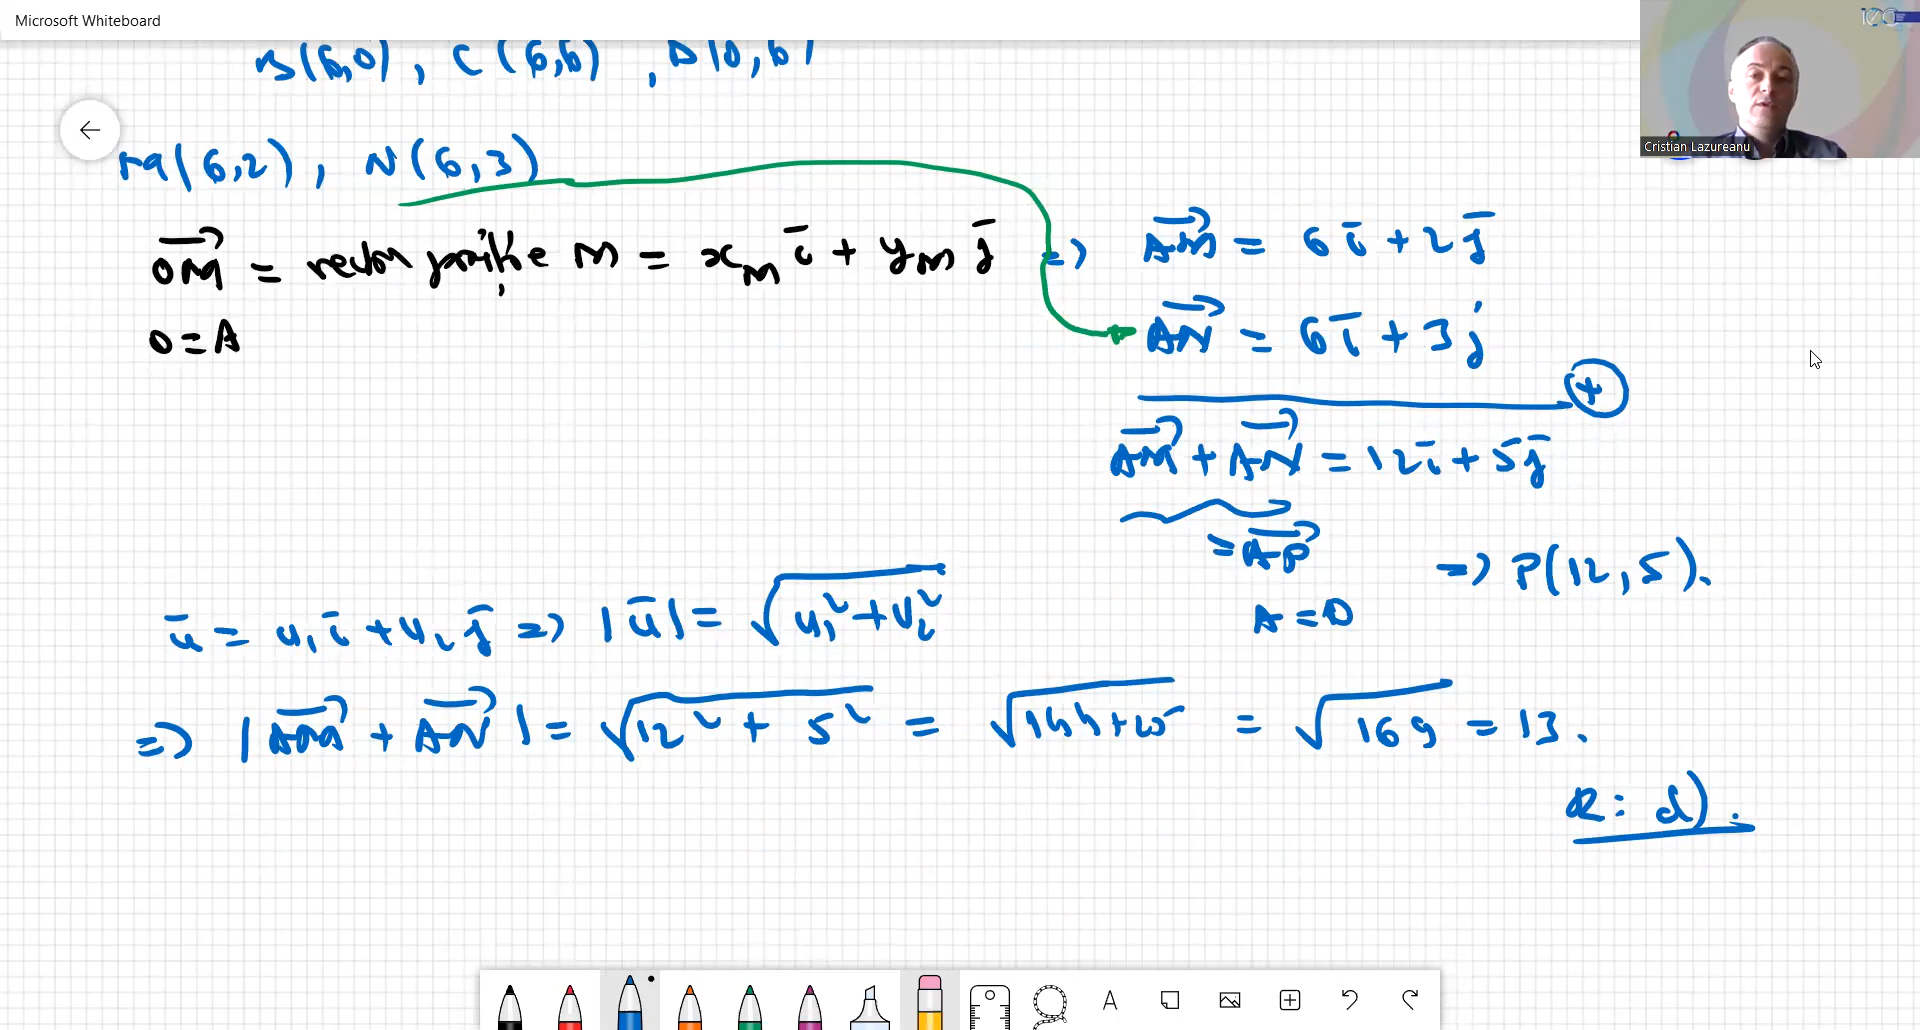 Microsoft Whiteboard
B(6,0), C(6,6), D(0,6)
M(6,2), N(6,3)
OM = vector poziție M = x_M i + y_M j => AM = 6i + 2j
O = A
AN = 6i + 3j
+
AM + AN = 12i + 5j
= AP => P(12,5).
A = O
u = u₁i + u₂j => |u| = √u₁² + u₂²
=> |AM + AN| = √12² + 5² = √144+25 = √169 = 13.
R: d).
Cristian Lazureanu
A